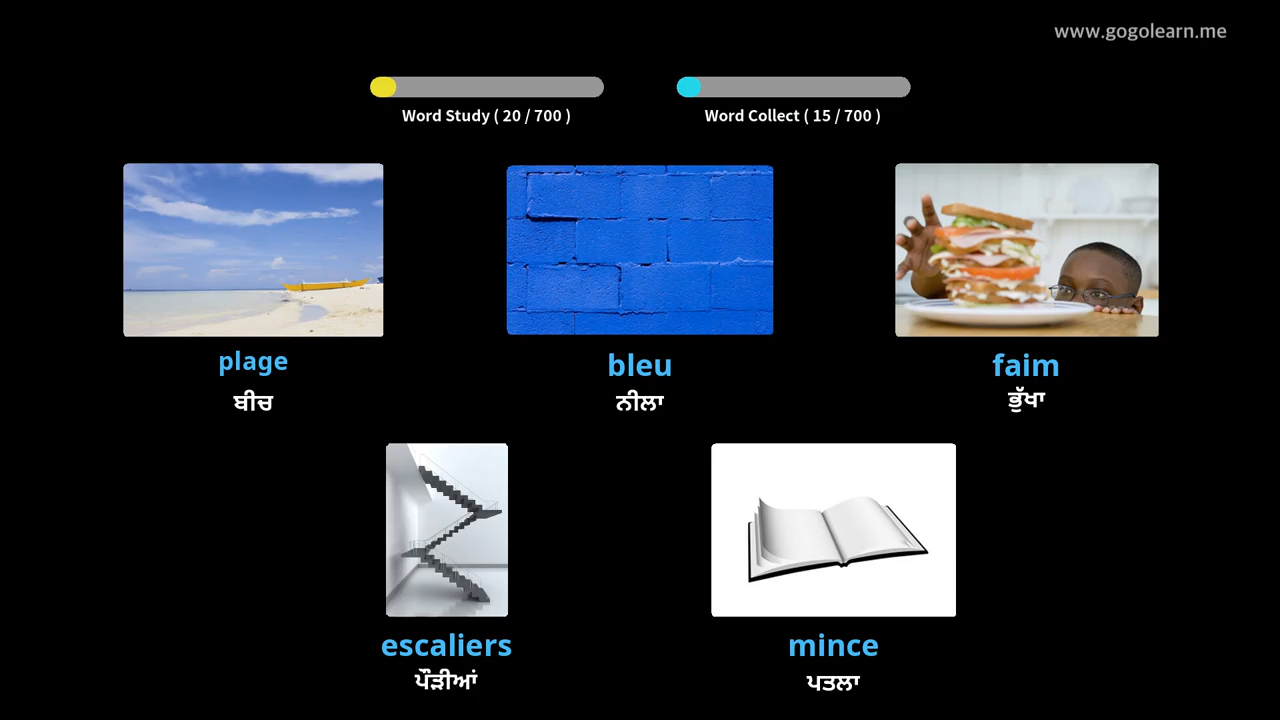 www.gogolearn.me
Word Study ( 20 / 700 )
Word Collect ( 15 / 700 )
plage
ਬੀਚ
bleu
ਨੀਲਾ
faim
ਭੁੱਖਾ
escaliers
ਪੌੜੀਆਂ
mince
ਪਤਲਾ